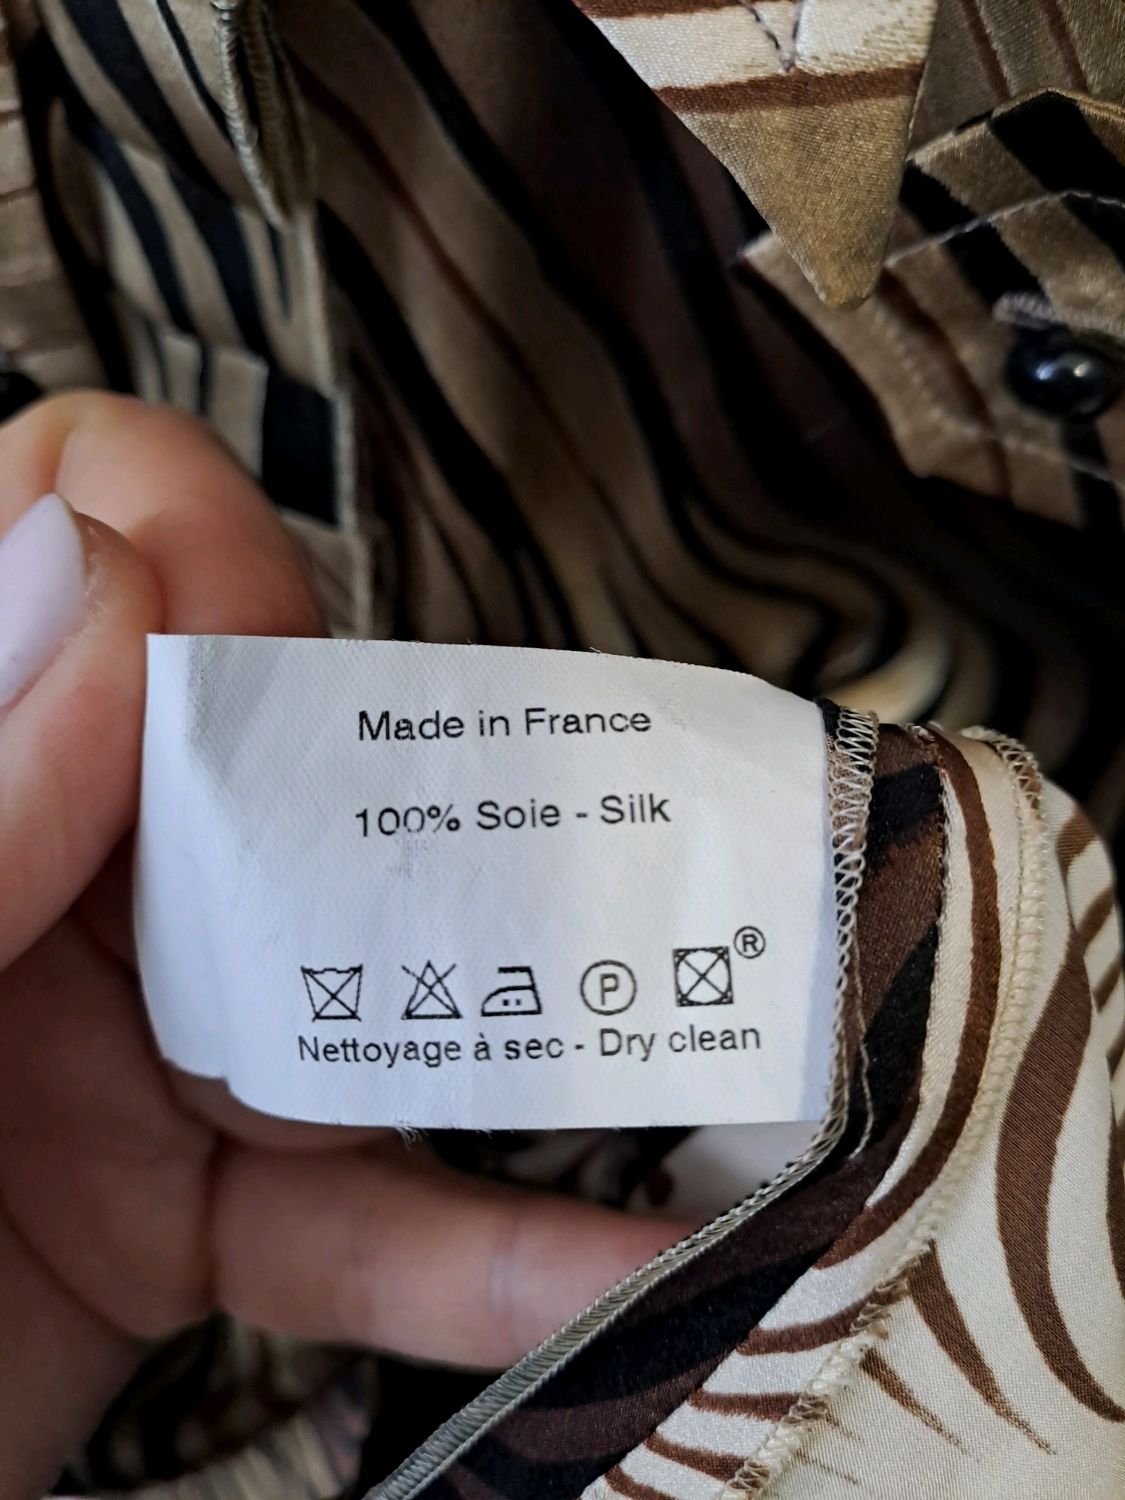 Made in France
100% Soie - Silk
P ®
Nettoyage à sec - Dry clean